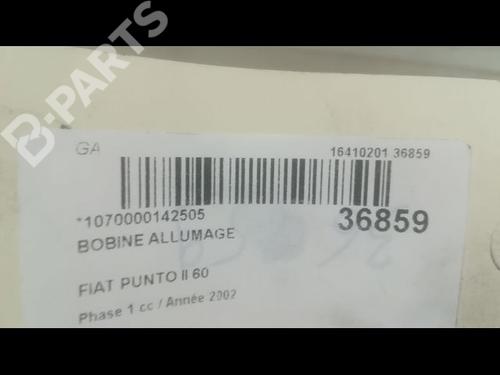 B-PARTS
GA
16410201 36859
*1070000142505
36859
BOBINE ALLUMAGE
FIAT PUNTO II 60
Phase 1 cc / Année 2002